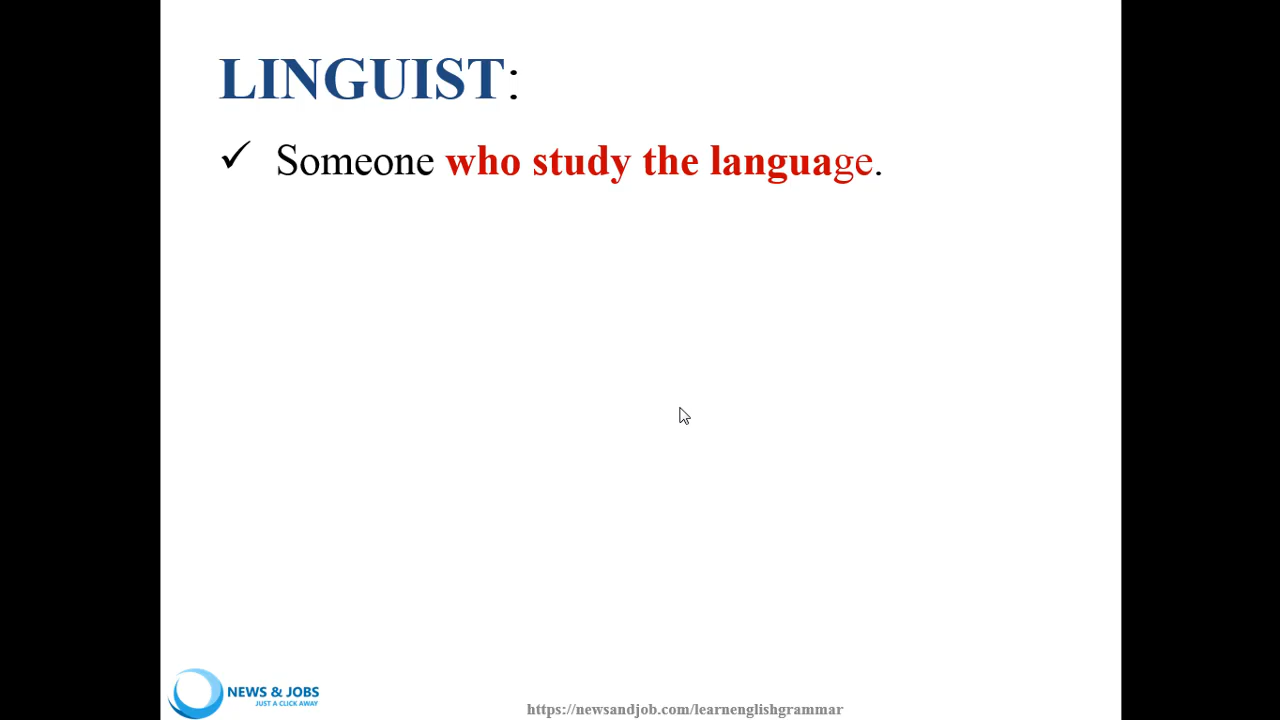 LINGUIST:
✓ Someone who study the language.
NEWS & JOBS
JUST A CLICK AWAY
https://newsandjob.com/learnenglishgrammar